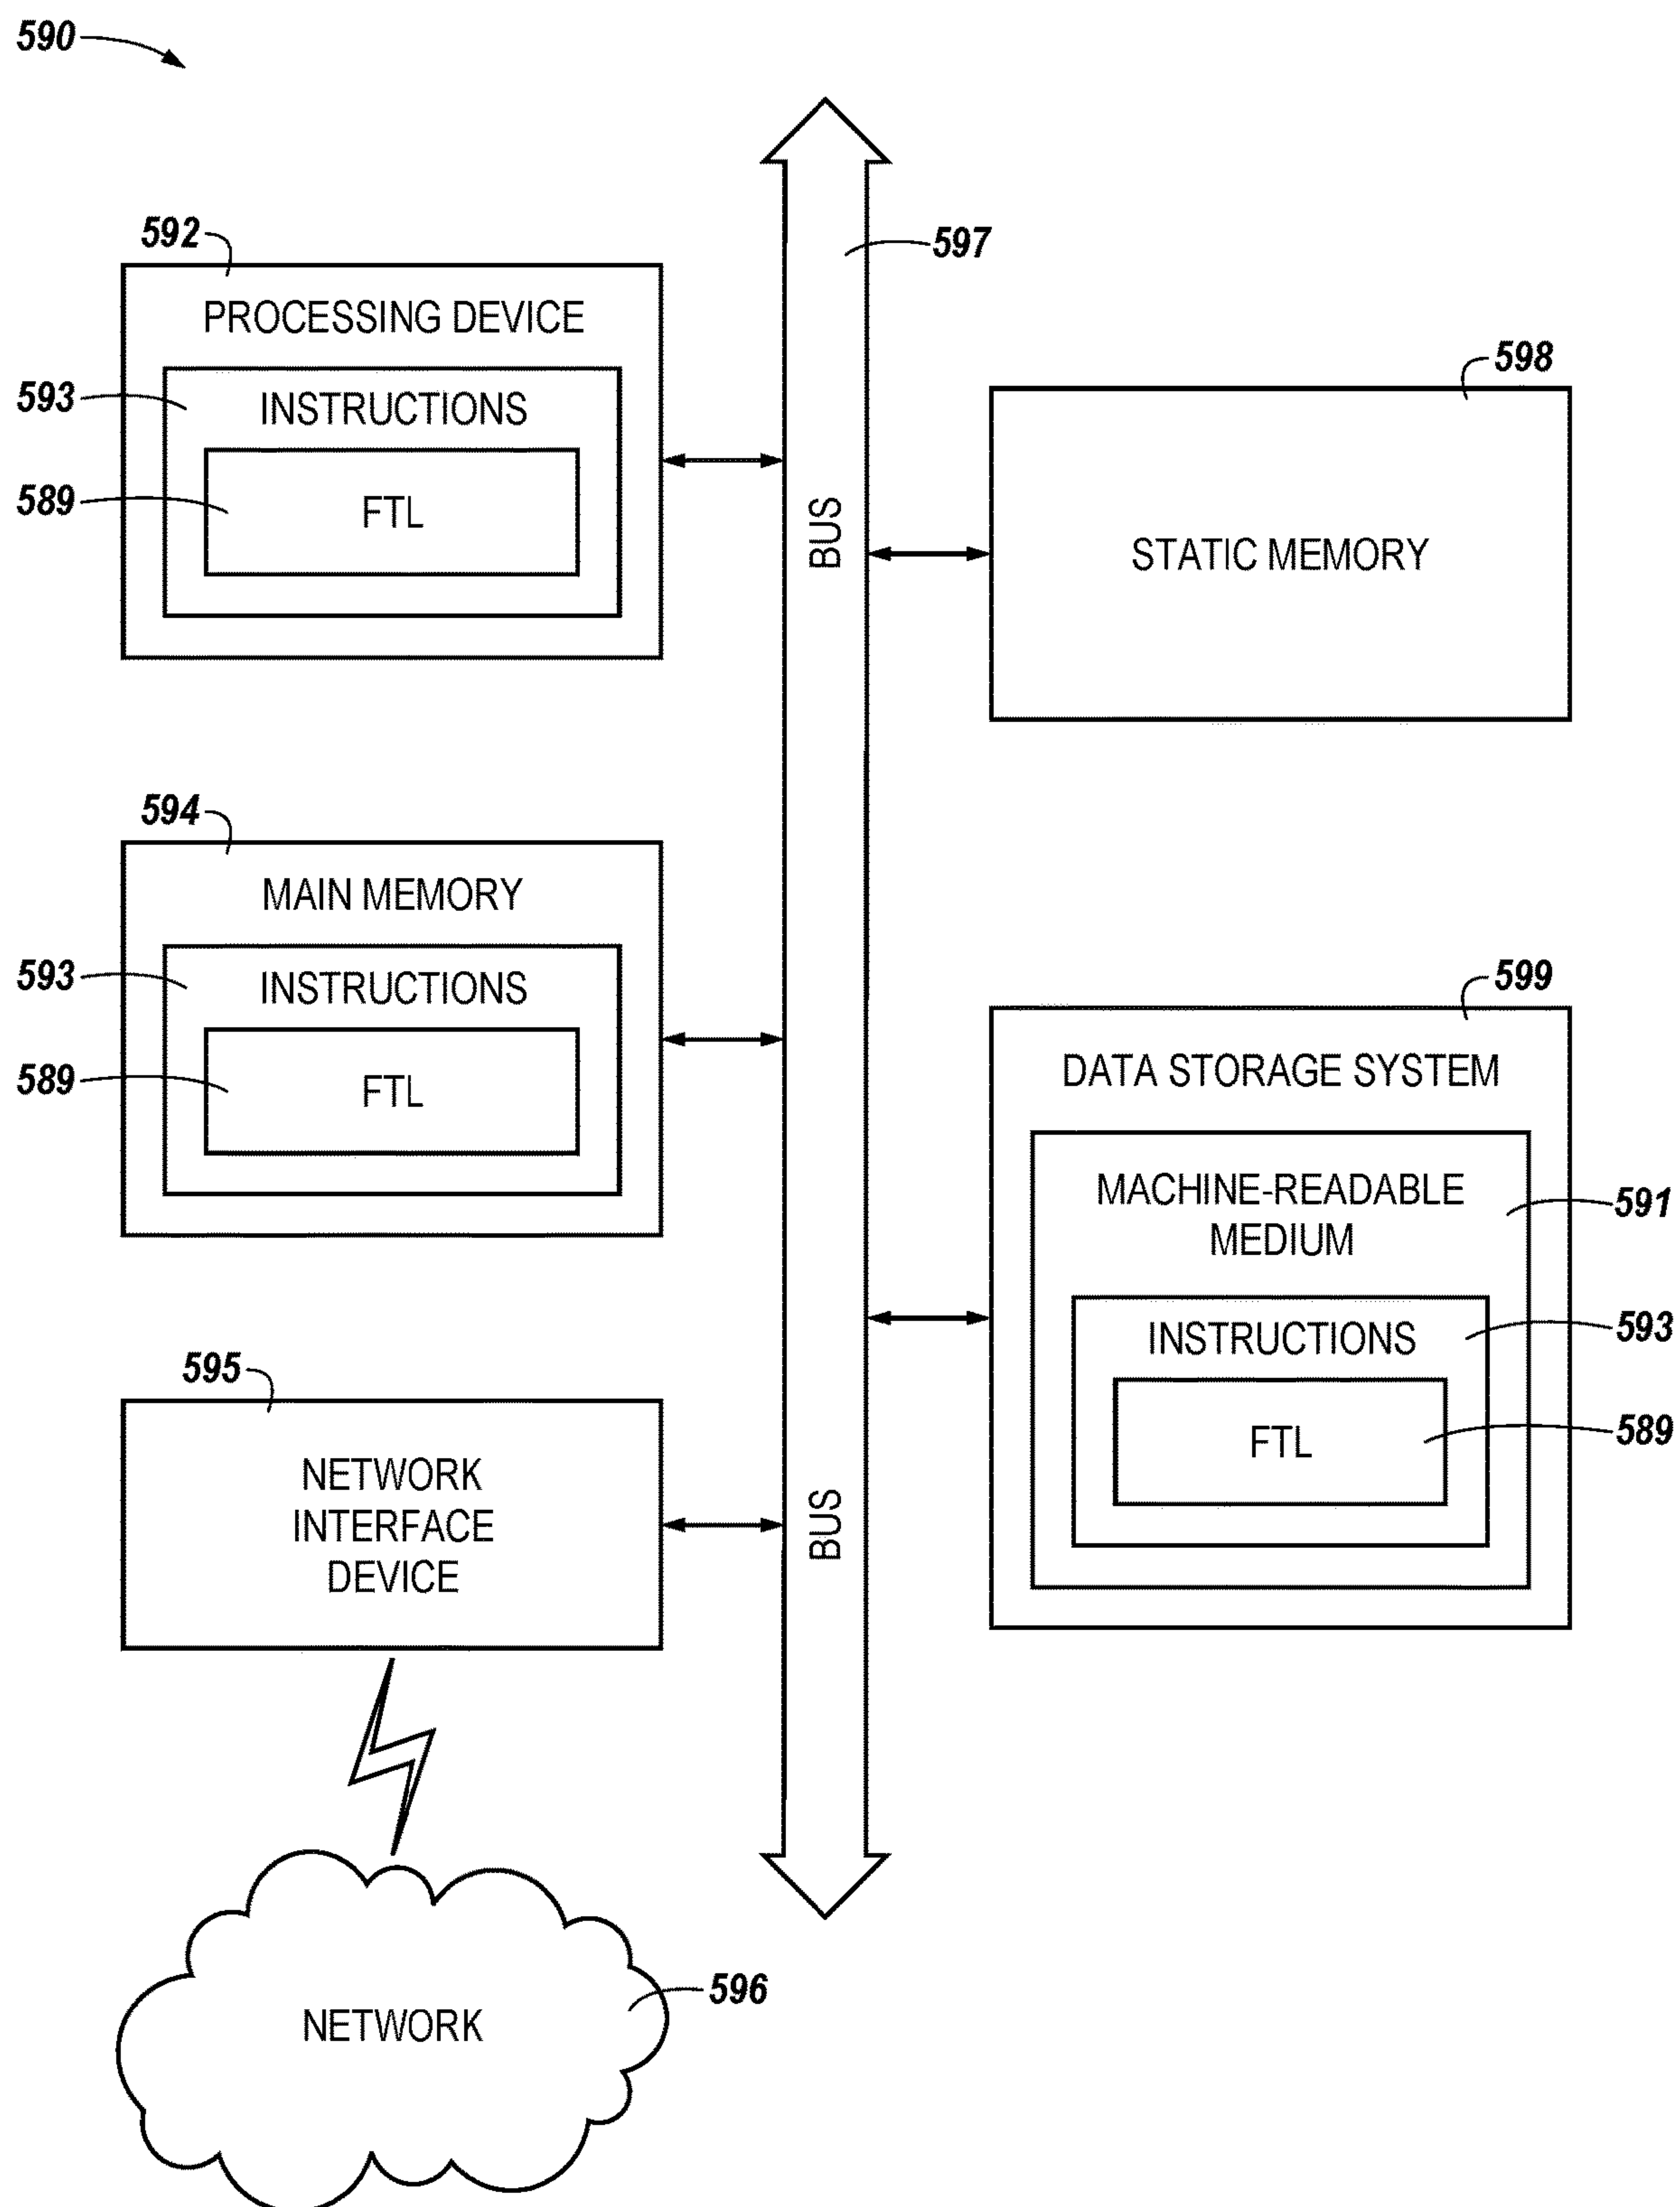 590
592
PROCESSING DEVICE
593
INSTRUCTIONS
589
FTL
594
MAIN MEMORY
593
INSTRUCTIONS
589
FTL
595
NETWORK
INTERFACE
DEVICE
NETWORK
596
597
BUS
BUS
598
STATIC MEMORY
599
DATA STORAGE SYSTEM
MACHINE-READABLE
MEDIUM
591
INSTRUCTIONS
593
FTL
589